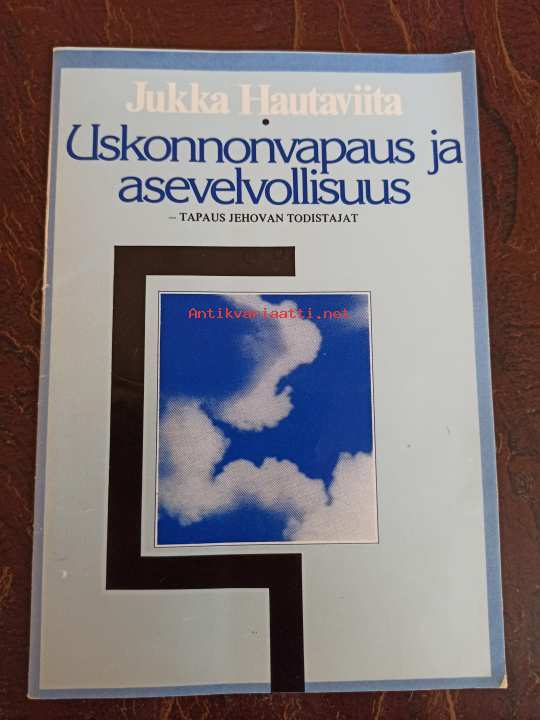 Jukka Hautaviita
Uskonnonvapaus ja
asevelvollisuus
– TAPAUS JEHOVAN TODISTAJAT
Antikvariaatti.net